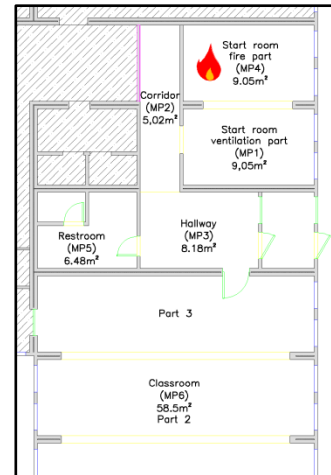 Start room
fire part
(MP4)
9.05m²
Corridor
(MP2)
5,02m²
Start room
ventilation part
(MP1)
9,05m²
Hallway
(MP3)
8.18m²
Restroom
(MP5)
6.48m²
Part 3
Classroom
(MP6)
58.5m²
Part 2